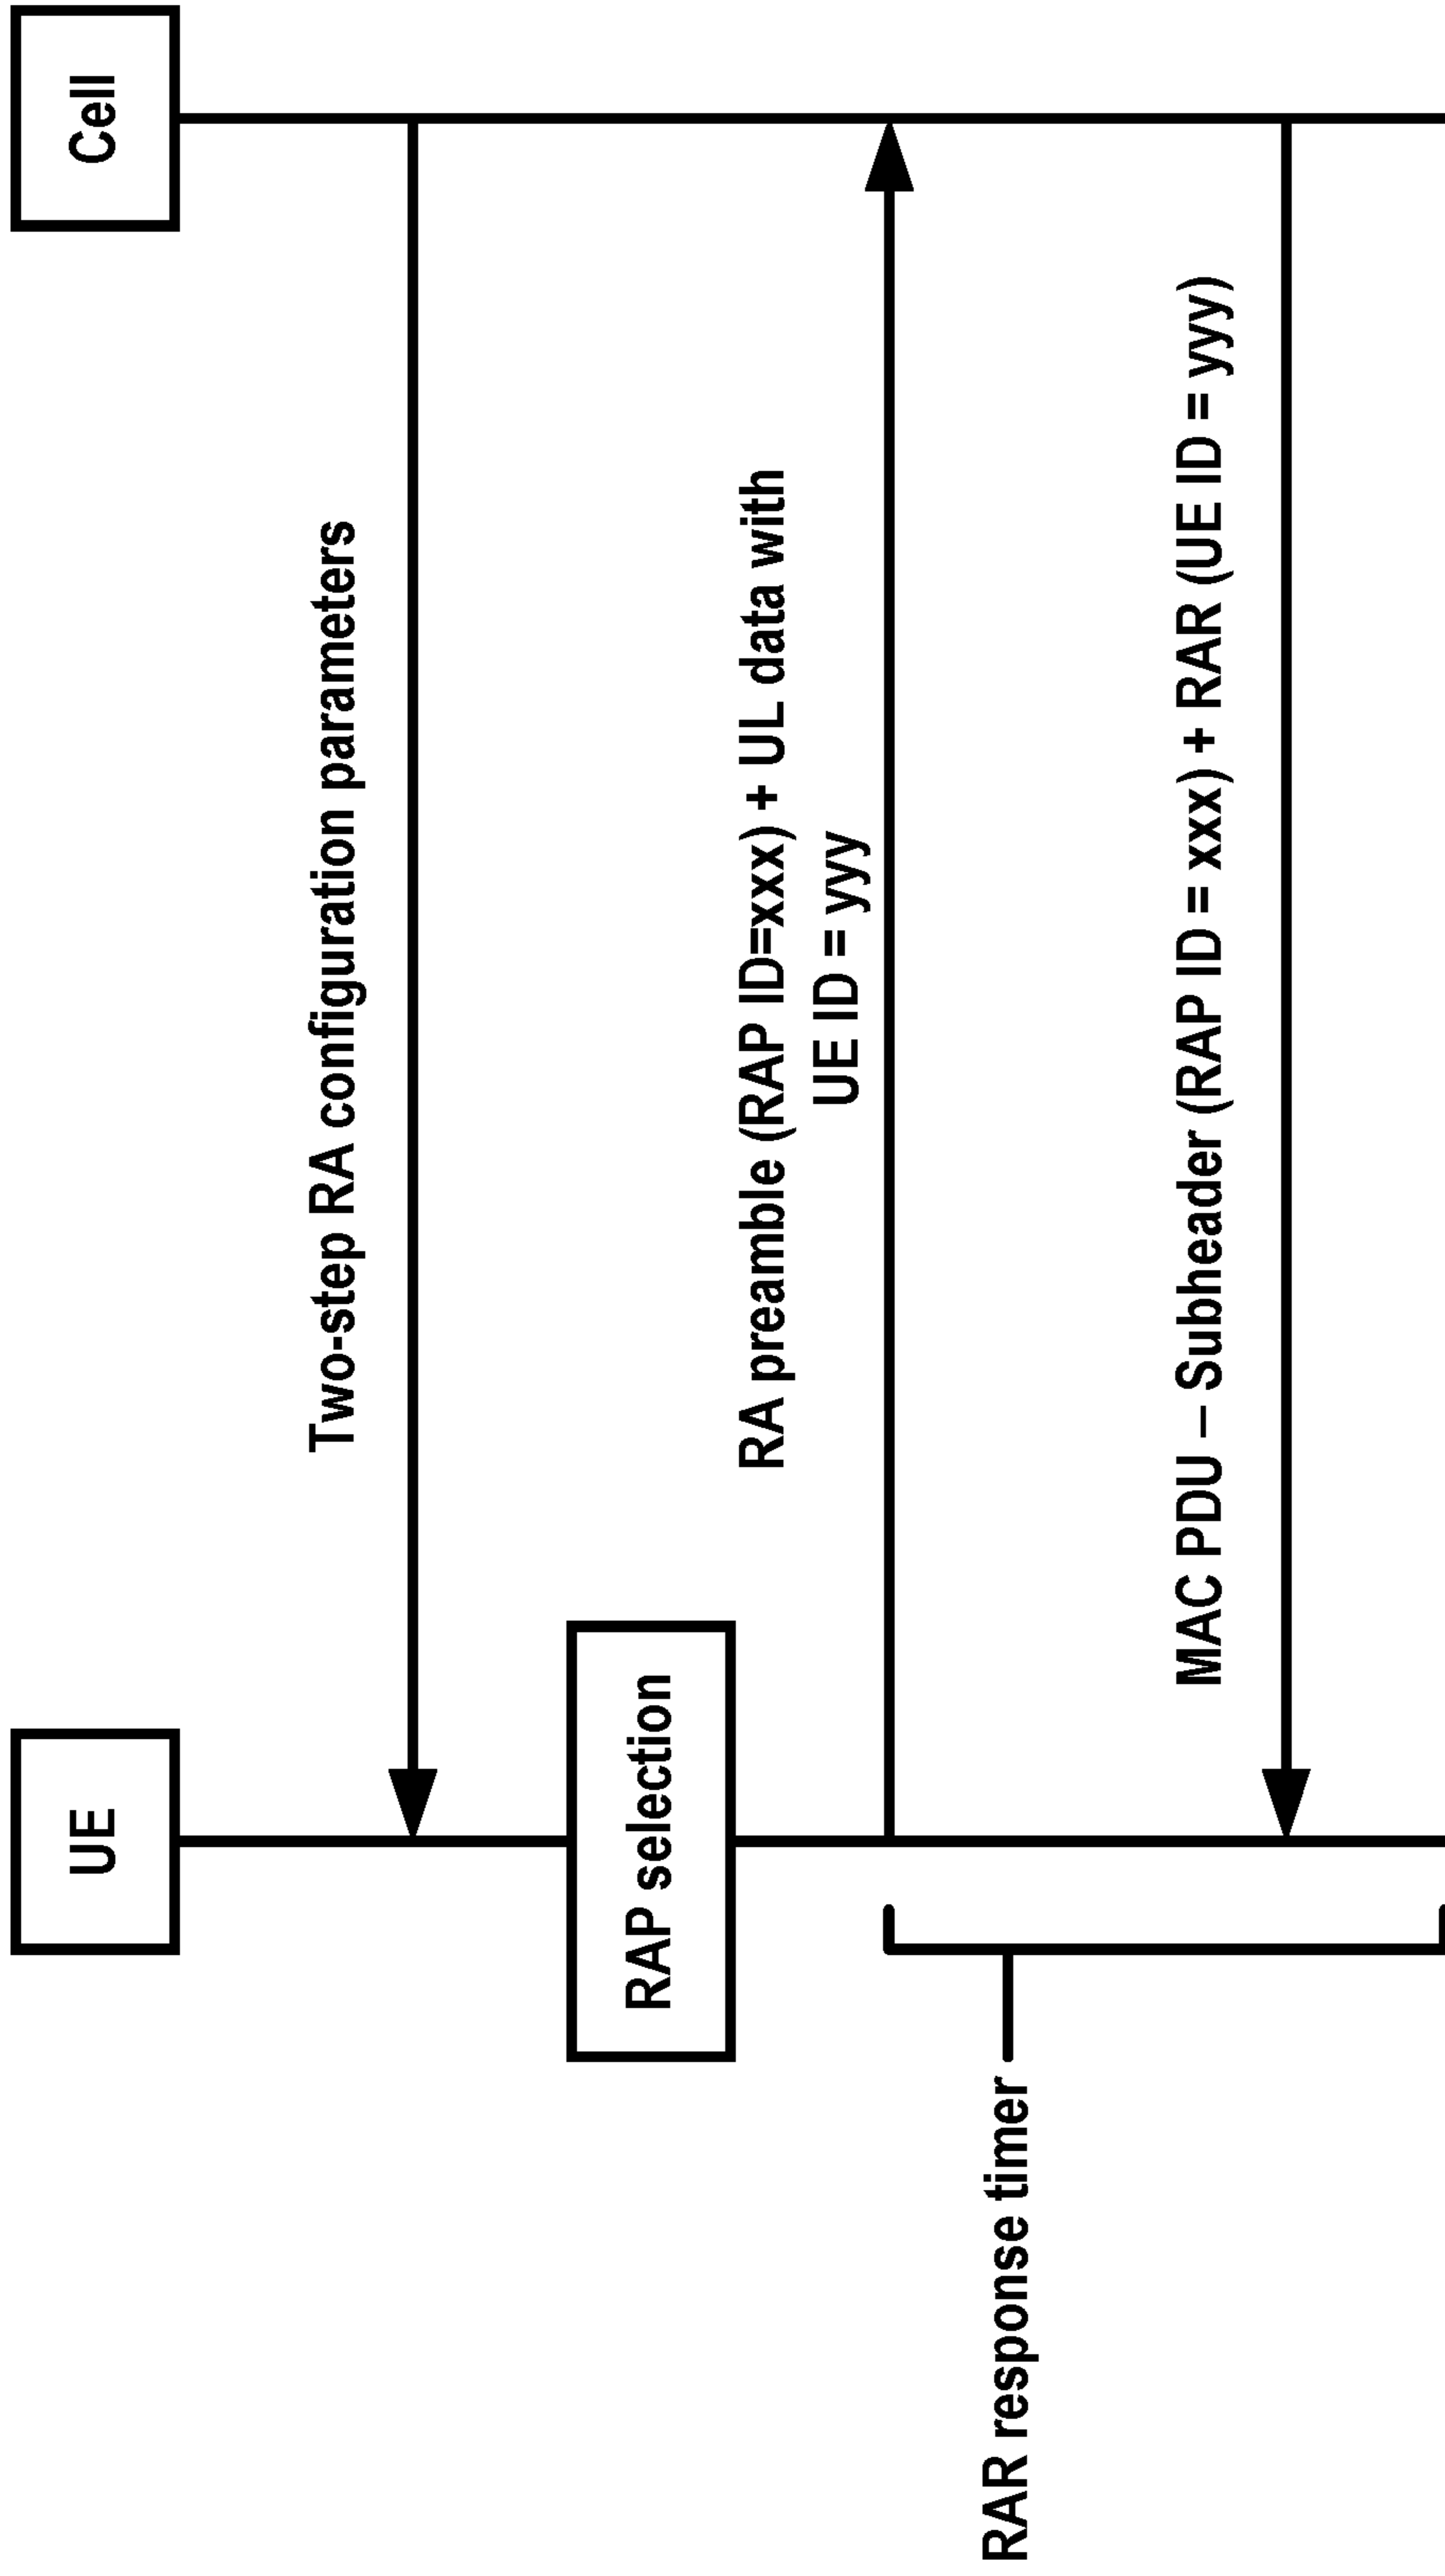 UE
Cell
Two-step RA configuration parameters
RAP selection
RA preamble (RAP ID=xxx) + UL data with
UE ID = yyy
RAR response timer
MAC PDU – Subheader (RAP ID = xxx) + RAR (UE ID = yyy)